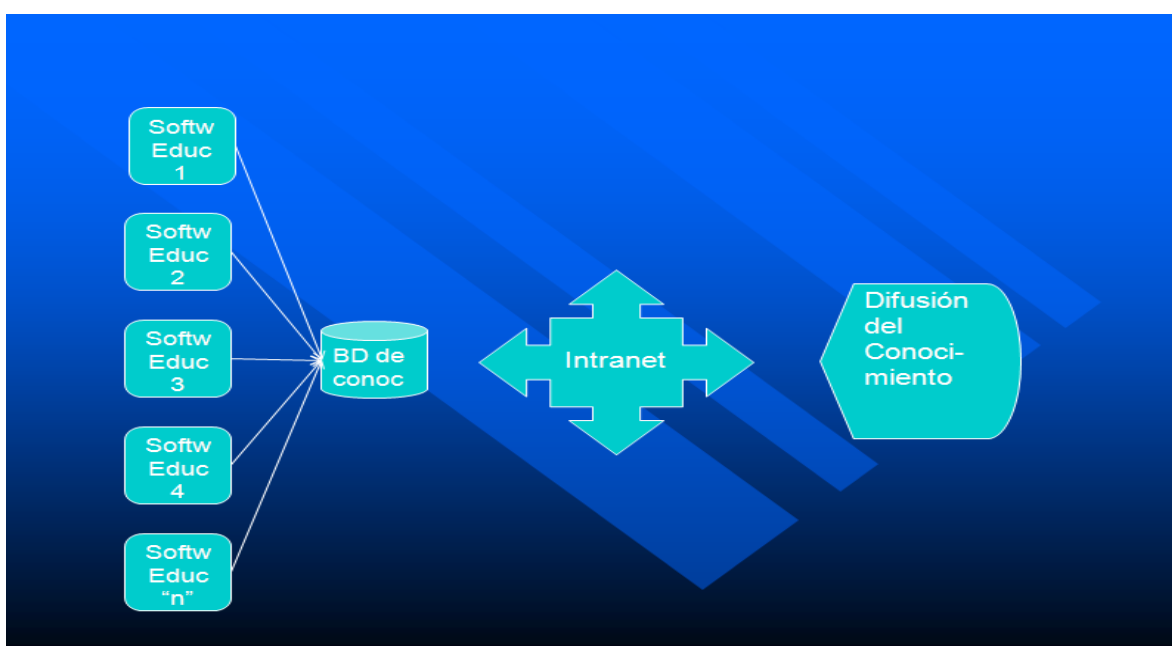 Softw
Educ
1
Softw
Educ
2
Softw
Educ
3
Softw
Educ
4
Softw
Educ
“n”
BD de
conoc
Intranet
Difusión
del
Conoci-
miento